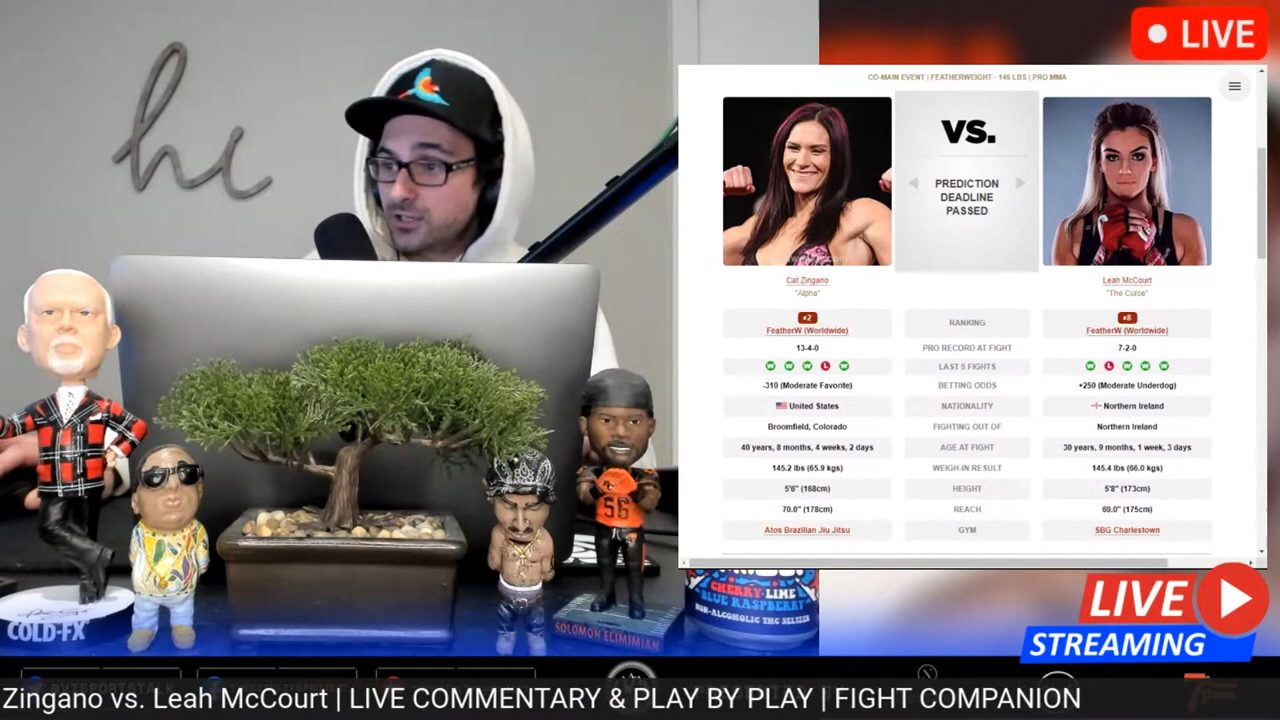 LIVE
hi
CO-MAIN EVENT | FEATHERWEIGHT · 145 LBS | PRO MMA
VS.
PREDICTION
DEADLINE
PASSED
Cat Zingano
"Alpha"
Leah McCourt
"The Curse"
#2
FeatherW (Worldwide)
RANKING
#8
FeatherW (Worldwide)
13-4-0
PRO RECORD AT FIGHT
7-2-0
W W W L W
LAST 5 FIGHTS
W L W W W
-310 (Moderate Favorite)
BETTING ODDS
+250 (Moderate Underdog)
United States
NATIONALITY
Northern Ireland
Broomfield, Colorado
FIGHTING OUT OF
Northern Ireland
40 years, 8 months, 4 weeks, 2 days
AGE AT FIGHT
30 years, 9 months, 1 week, 3 days
145.2 lbs (65.9 kgs)
WEIGH-IN RESULT
145.4 lbs (66.0 kgs)
5'6" (168cm)
HEIGHT
5'8" (173cm)
70.0" (178cm)
REACH
69.0" (175cm)
Atos Brazilian Jiu Jitsu
GYM
SBG Charlestown
56
COLD-FX
SOLOMON ELIMIMIAN
CHERRY-LIME
BLUE RASPBERRY
NON-ALCOHOLIC THC SELTZER
LIVE
STREAMING
Zingano vs. Leah McCourt | LIVE COMMENTARY & PLAY BY PLAY | FIGHT COMPANION